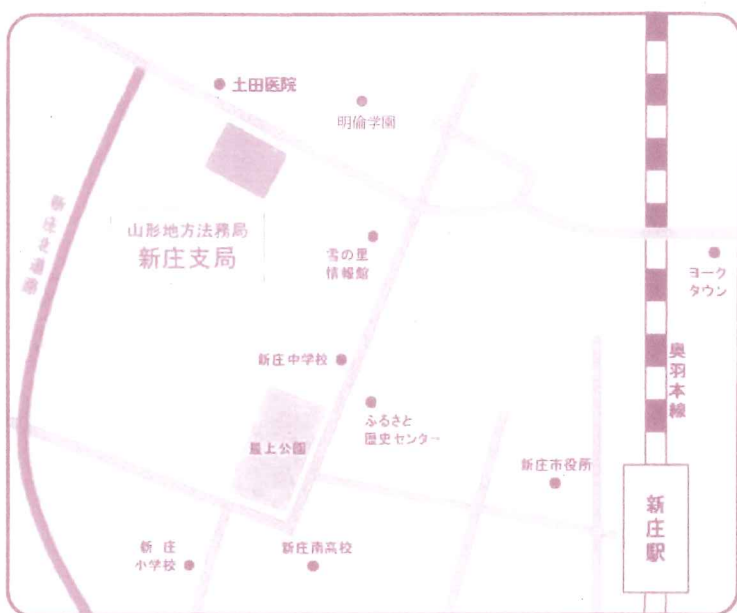 土田医院
明倫学園
山形地方法務局
新庄支局
雪の里
情報館
ヨーク
タウン
新庄中学校
奥羽本線
ふるさと
歴史センター
最上公園
新庄市役所
新庄駅
新庄
小学校
新庄南高校